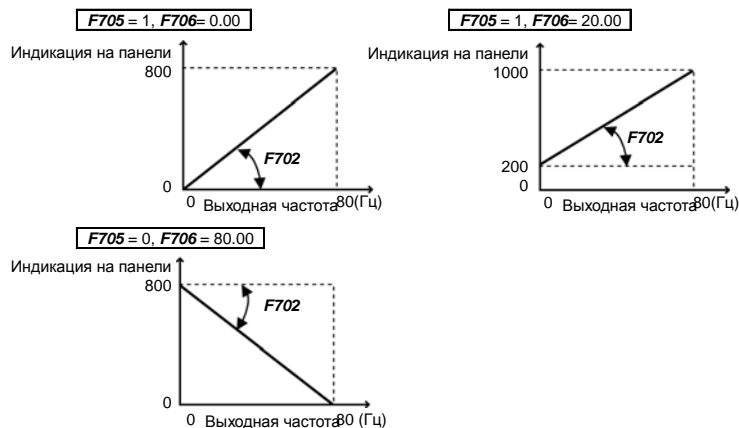 F705 = 1, F706= 0.00
Индикация на панели
800
F702
0
0 Выходная частота 80(Гц)
F705 = 1, F706= 20.00
Индикация на панели
1000
F702
200
0
0 Выходная частота 80(Гц)
F705 = 0, F706 = 80.00
Индикация на панели
800
F702
0
0 Выходная частота 80 (Гц)